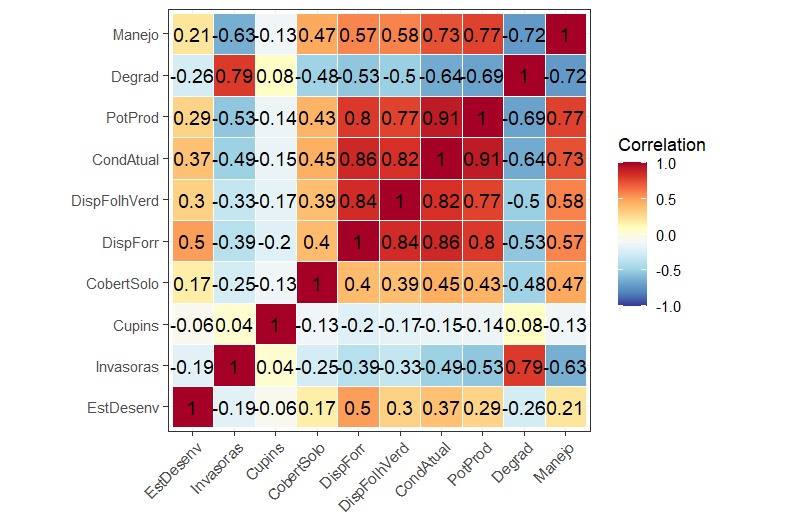 Manejo 0.21 -0.63 -0.13 0.47 0.57 0.58 0.73 0.77 -0.72 1
Degrad -0.26 0.79 0.08 -0.48 -0.53 -0.5 -0.64 -0.69 1 -0.72
PotProd 0.29 -0.53 -0.14 0.43 0.8 0.77 0.91 1 -0.69 0.77
CondAtual 0.37 -0.49 -0.15 0.45 0.86 0.82 1 0.91 -0.64 0.73
DispFolhVerd 0.3 -0.33 -0.17 0.39 0.84 1 0.82 0.77 -0.5 0.58
DispForr 0.5 -0.39 -0.2 0.4 1 0.84 0.86 0.8 -0.53 0.57
CobertSolo 0.17 -0.25 -0.13 1 0.4 0.39 0.45 0.43 -0.48 0.47
Cupins -0.06 0.04 1 -0.13 -0.2 -0.17 -0.15 -0.14 0.08 -0.13
Invasoras -0.19 1 0.04 -0.25 -0.39 -0.33 -0.49 -0.53 0.79 -0.63
EstDesenv 1 -0.19 -0.06 0.17 0.5 0.3 0.37 0.29 -0.26 0.21
EstDesenv Invasoras Cupins CobertSolo DispForr DispFolhVerd CondAtual PotProd Degrad Manejo
Correlation
1.0
0.5
0.0
-0.5
-1.0